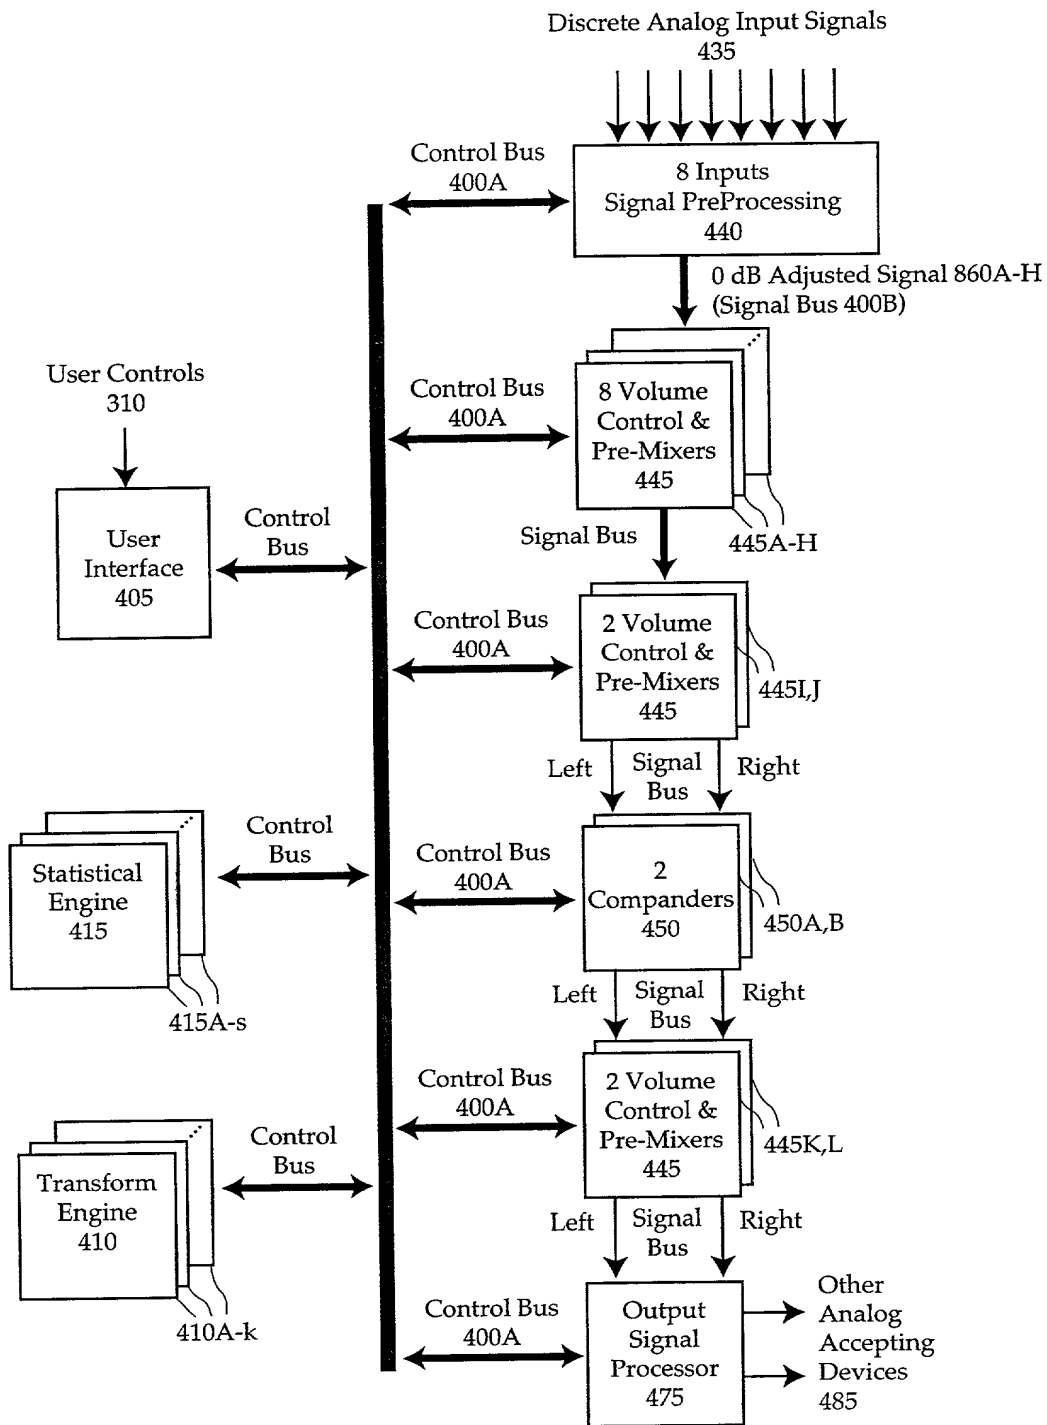 Discrete Analog Input Signals
435
Control Bus
400A
8 Inputs
Signal PreProcessing
440
0 dB Adjusted Signal 860A-H
(Signal Bus 400B)
User Controls
310
Control Bus
400A
8 Volume
Control &
Pre-Mixers
445
445A-H
User
Interface
405
Control
Bus
Signal Bus
Control Bus
400A
2 Volume
Control &
Pre-Mixers
445
445I,J
Left
Signal
Bus
Right
Statistical
Engine
415
415A-s
Control
Bus
Control Bus
400A
2
Companders
450
450A,B
Left
Signal
Bus
Right
Control Bus
400A
2 Volume
Control &
Pre-Mixers
445
445K,L
Transform
Engine
410
410A-k
Control
Bus
Left
Signal
Bus
Right
Control Bus
400A
Output
Signal
Processor
475
Other
Analog
Accepting
Devices
485